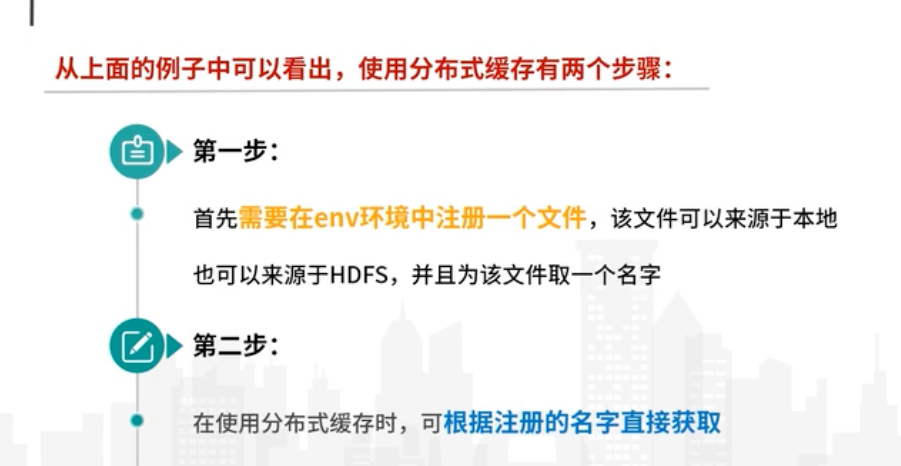 从上面的例子中可以看出，使用分布式缓存有两个步骤：
第一步：
首先需要在env环境中注册一个文件，该文件可以来源于本地
也可以来源于HDFS，并且为该文件取一个名字
第二步：
在使用分布式缓存时，可根据注册的名字直接获取